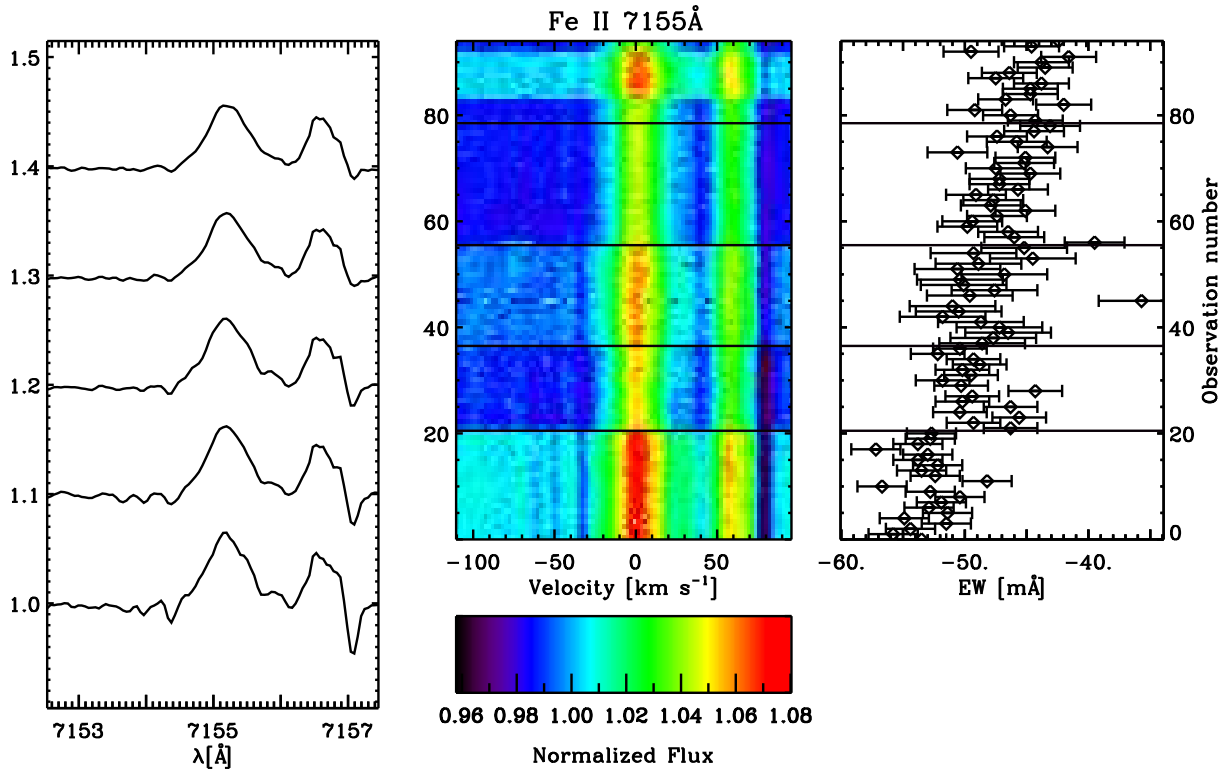 Fe II 7155Å
1.5
1.4
1.3
1.2
1.1
1.0
7153 7155 7157
λ[Å]
80
60
40
20
-100 -50 0 50
Velocity [km s⁻¹]
0.96 0.98 1.00 1.02 1.04 1.06 1.08
Normalized Flux
80
60
40
20
0
Observation number
-60. -50. -40.
EW [mÅ]